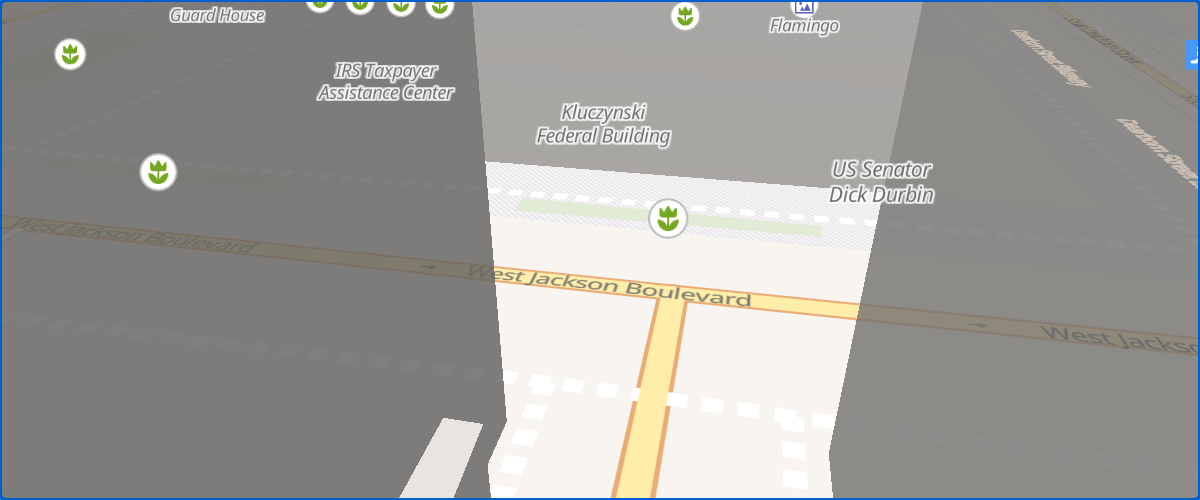 Guard House
Flamingo
IRS Taxpayer
Assistance Center
Kluczynski
Federal Building
US Senator
Dick Durbin
West Jackson Boulevard
West Jackson Boulevard
West Jackso